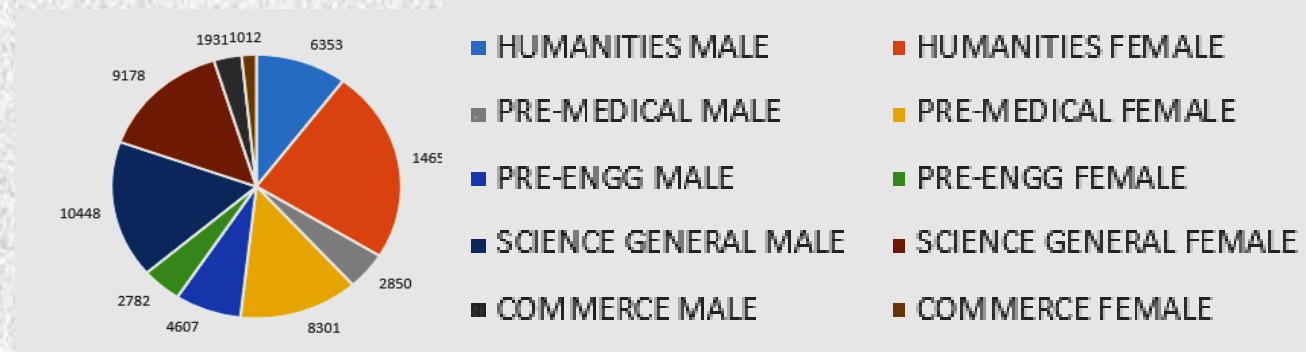 1931 1012
6353
9178
1465
10448
2850
2782
4607
8301
HUMANITIES MALE
HUMANITIES FEMALE
PRE-MEDICAL MALE
PRE-MEDICAL FEMALE
PRE-ENGG MALE
PRE-ENGG FEMALE
SCIENCE GENERAL MALE
SCIENCE GENERAL FEMALE
COMMERCE MALE
COMMERCE FEMALE